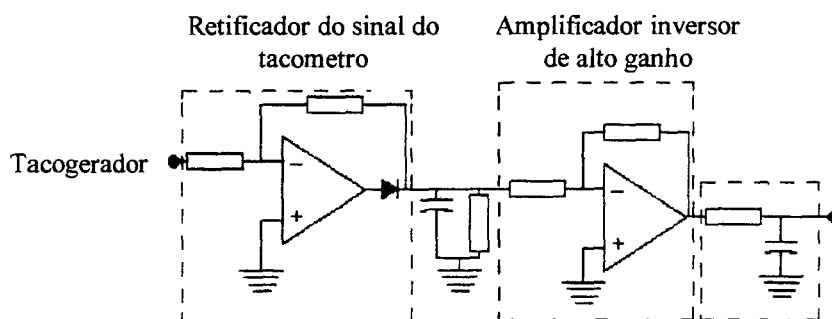 Retificador do sinal do
tacometro
Amplificador inversor
de alto ganho
Tacogerador
−
+
−
+